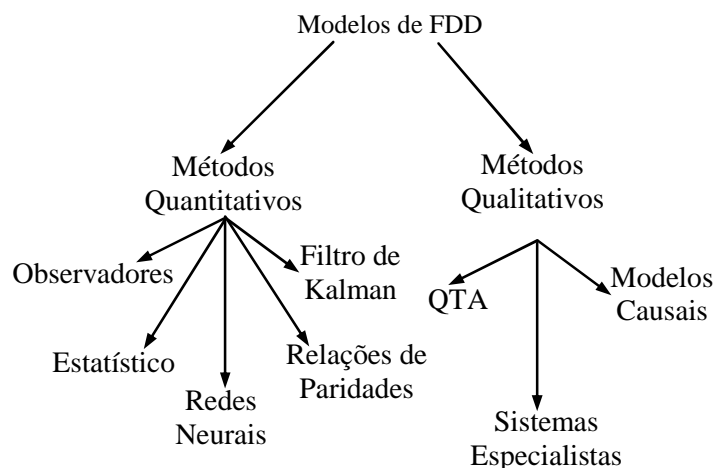 Modelos de FDD
Métodos
Quantitativos
Métodos
Qualitativos
Observadores
Filtro de
Kalman
QTA
Modelos
Causais
Estatístico
Relações de
Paridades
Redes
Neurais
Sistemas
Especialistas